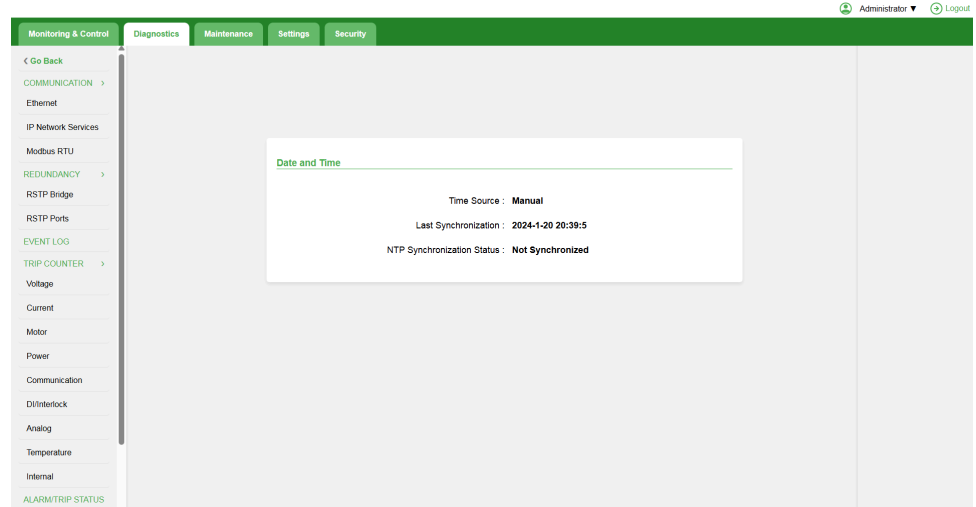 Administrator ▼ Logout
Monitoring & Control Diagnostics Maintenance Settings Security
Go Back
COMMUNICATION
Ethernet
IP Network Services
Modbus RTU
REDUNDANCY
RSTP Bridge
RSTP Ports
EVENT LOG
TRIP COUNTER
Voltage
Current
Motor
Power
Communication
DI/Interlock
Analog
Temperature
Internal
ALARM/TRIP STATUS
Date and Time
Time Source : Manual
Last Synchronization : 2024-1-20 20:39:5
NTP Synchronization Status : Not Synchronized